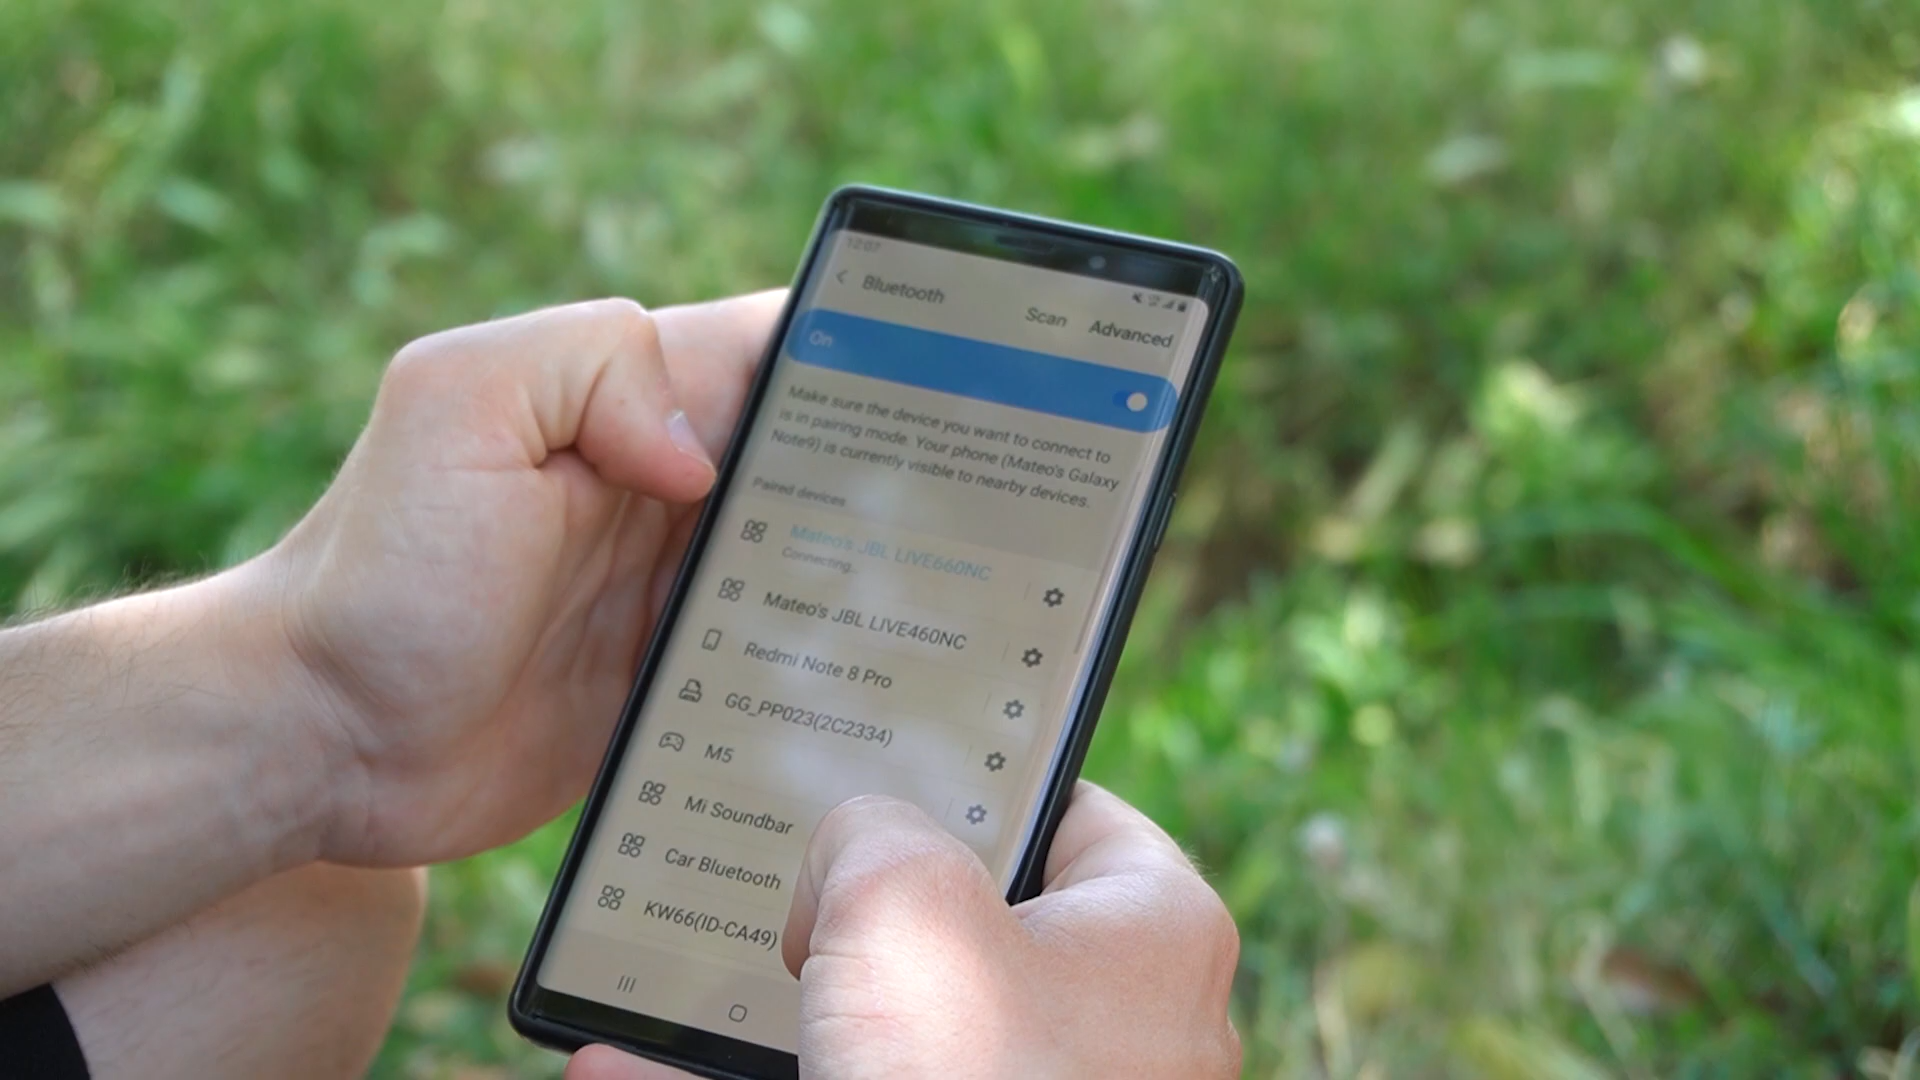 12:07
Bluetooth
Scan Advanced
On
Make sure the device you want to connect to
is in pairing mode. Your phone (Mateo's Galaxy
Note9) is currently visible to nearby devices.
Paired devices
Mateo's JBL LIVE660NC
Connecting...
Mateo's JBL LIVE460NC
Redmi Note 8 Pro
GG_PP023(2C2334)
M5
Mi Soundbar
Car Bluetooth
KW66(ID-CA49)